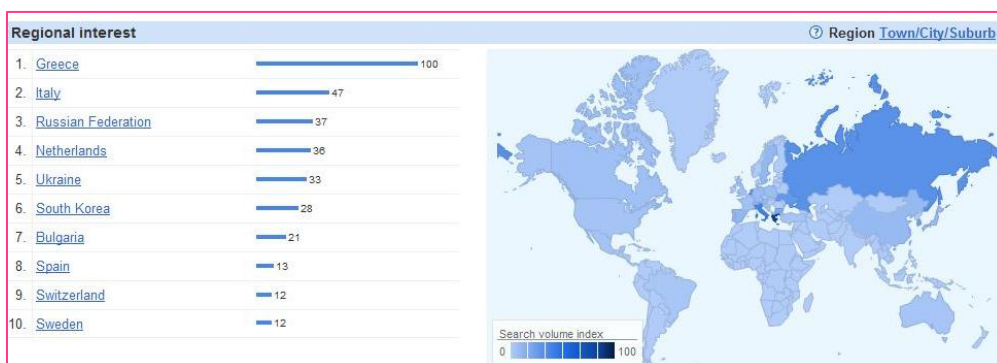 Regional interest
? Region Town/City/Suburb
1. Greece 100
2. Italy 47
3. Russian Federation 37
4. Netherlands 36
5. Ukraine 33
6. South Korea 28
7. Bulgaria 21
8. Spain 13
9. Switzerland 12
10. Sweden 12
Search volume index
0 100